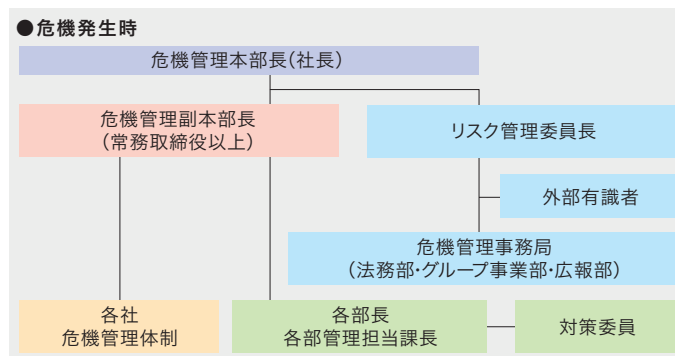 ●危機発生時
危機管理本部長(社長)
危機管理副本部長
(常務取締役以上)
リスク管理委員長
外部有識者
危機管理事務局
(法務部・グループ事業部・広報部)
各社
危機管理体制
各部長
各部管理担当課長
対策委員